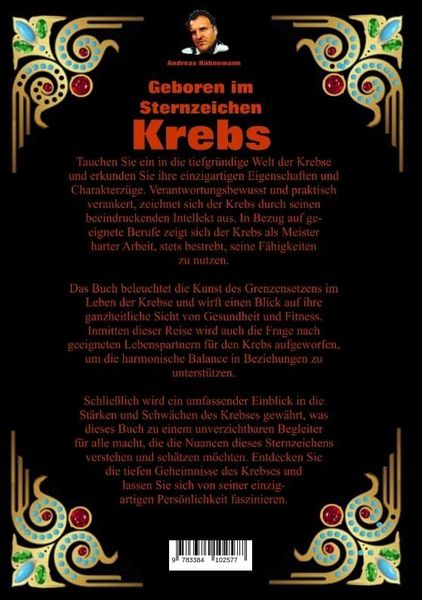 Andreas Kühnemann
Geboren im
Sternzeichen
Krebs
Tauchen Sie ein in die tiefgründige Welt der Krebse
und erkunden Sie ihre einzigartigen Eigenschaften und
Charakterzüge. Verantwortungsbewusst und praktisch
verankert, zeichnet sich der Krebs durch seinen
beeindruckenden Intellekt aus. In Bezug auf ge-
eignete Berufe zeigt sich der Krebs als Meister
harter Arbeit, stets bestrebt, seine Fähigkeiten
zu nutzen.
Das Buch beleuchtet die Kunst des Grenzensetzens im
Leben der Krebse und wirft einen Blick auf ihre
ganzheitliche Sicht von Gesundheit und Fitness.
Inmitten dieser Reise wird auch die Frage nach
geeigneten Lebenspartnern für den Krebs aufgeworfen,
um die harmonische Balance in Beziehungen zu
unterstützen.
Schließlich wird ein umfassender Einblick in die
Stärken und Schwächen des Krebses gewährt, was
dieses Buch zu einem unverzichtbaren Begleiter
für alle macht, die die Nuancen dieses Sternzeichens
verstehen und schätzen möchten. Entdecken Sie
die tiefen Geheimnisse des Krebses und
lassen Sie sich von seiner einzig-
artigen Persönlichkeit faszinieren.
9 783384 102577